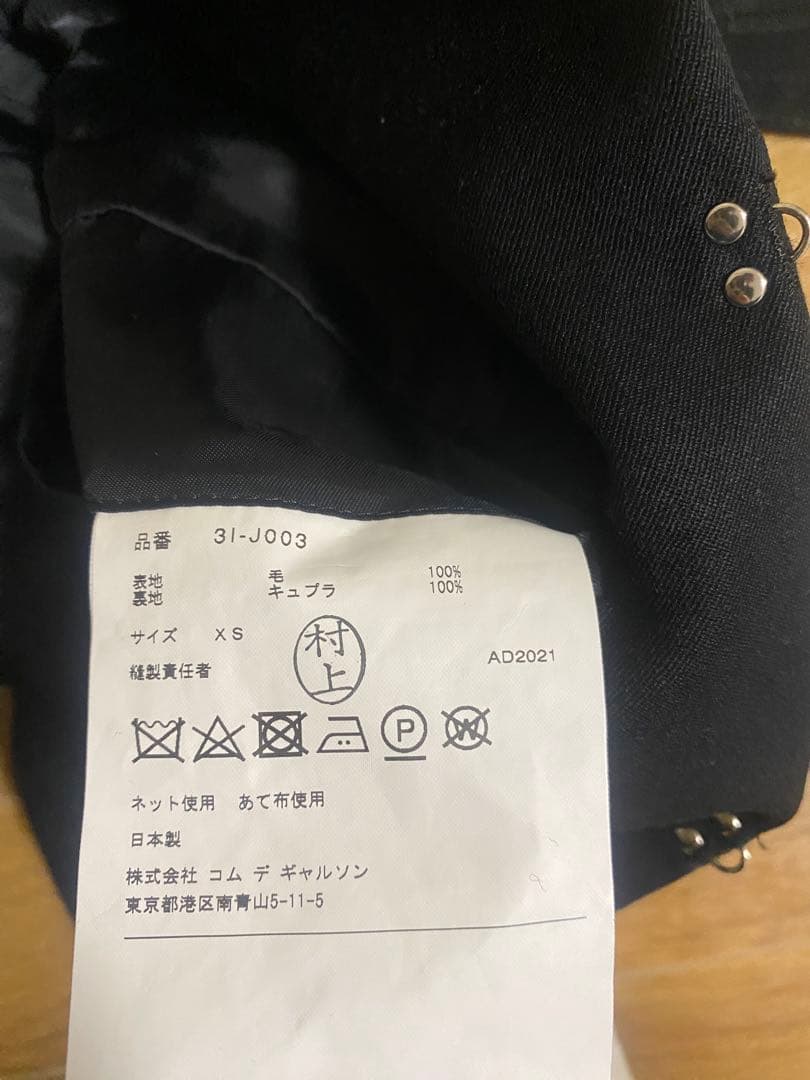 品番 3I-J003
表地 毛 100%
裏地 キュプラ 100%
サイズ XS
村上
縫製責任者 AD2021
P
W
ネット使用 あて布使用
日本製
株式会社 コム デ ギャルソン
東京都港区南青山5-11-5